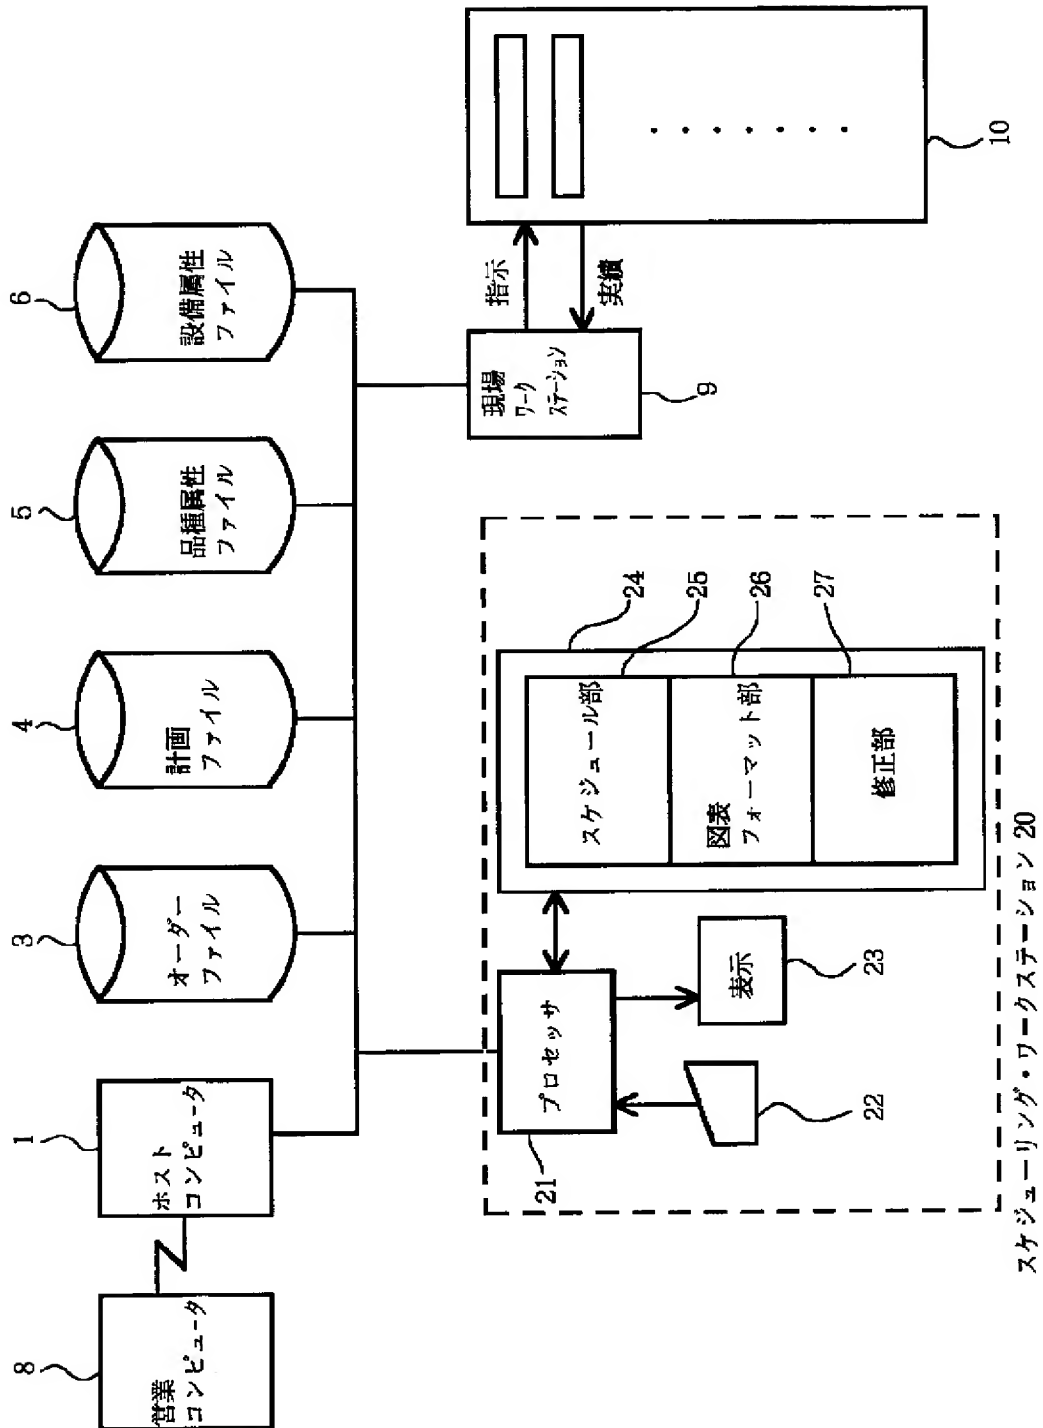 8
営業
コンピュータ
1
ホスト
コンピュータ
3
オーダー
ファイル
4
計画
ファイル
5
品種属性
ファイル
6
設備属性
ファイル
21
プロセッサ
22
表示
23
スケジュール部
図表
フォーマット部
修正部
24
25
26
27
現場
ワーク
ステーション
9
指示
実績
10
スケジューリング・ワークステーション 20